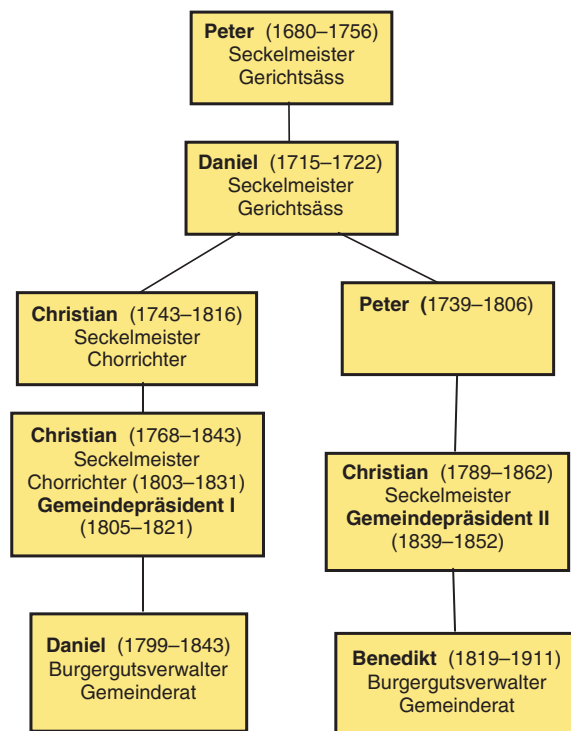 Peter (1680–1756)
Seckelmeister
Gerichtsäss
Daniel (1715–1722)
Seckelmeister
Gerichtsäss
Christian (1743–1816)
Seckelmeister
Chorrichter
Peter (1739–1806)
Christian (1768–1843)
Seckelmeister
Chorrichter (1803–1831)
Gemeindepräsident I
(1805–1821)
Christian (1789–1862)
Seckelmeister
Gemeindepräsident II
(1839–1852)
Daniel (1799–1843)
Burgergutsverwalter
Gemeinderat
Benedikt (1819–1911)
Burgergutsverwalter
Gemeinderat